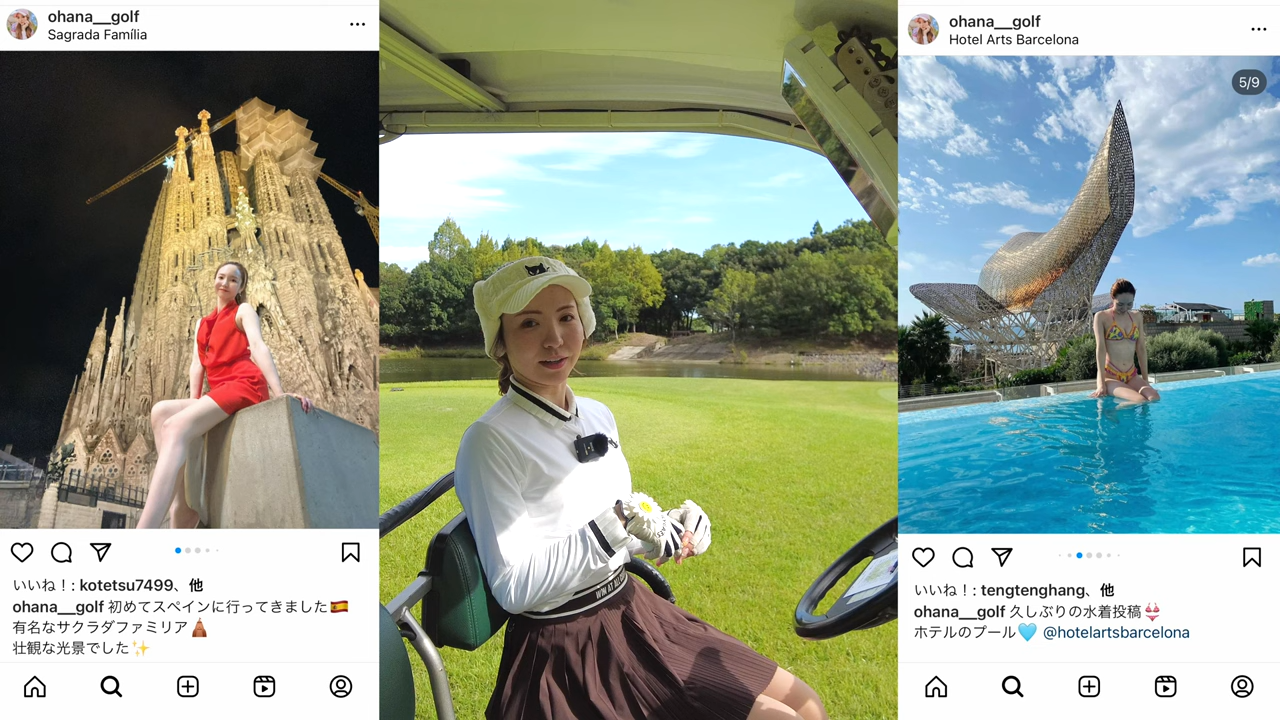 ohana__golf
Sagrada Família
いいね！: kotetsu7499、他
ohana__golf 初めてスペインに行ってきました🇪🇸
有名なサクラダファミリア🛕
壮観な光景でした✨
WIN AT ALL
ohana__golf
Hotel Arts Barcelona
5/9
いいね！: tengtenghang、他
ohana__golf 久しぶりの水着投稿👙
ホテルのプール🩵 @hotelartsbarcelona